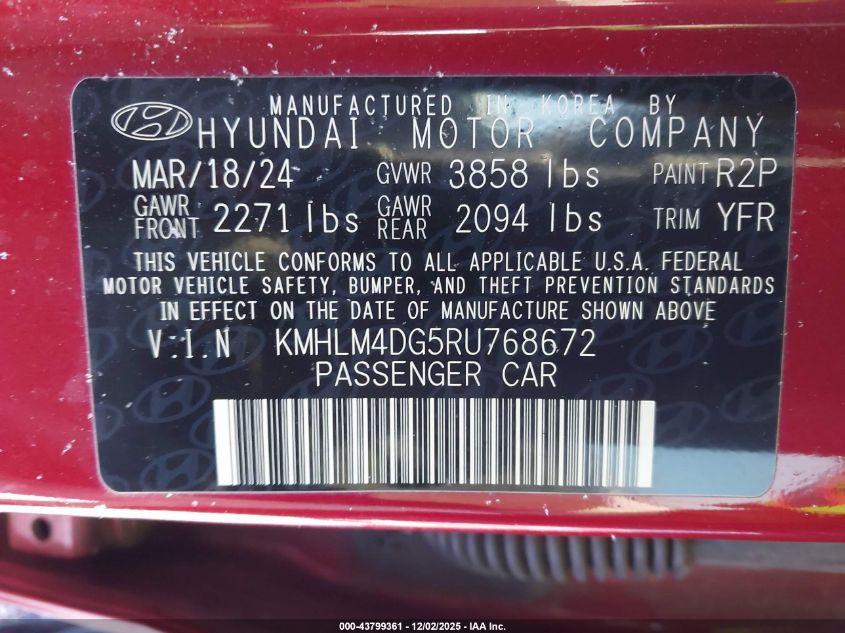 MANUFACTURED IN KOREA BY
HYUNDAI MOTOR COMPANY
MAR/18/24 GVWR 3858 lbs PAINT R2P
GAWR FRONT 2271 lbs GAWR REAR 2094 lbs TRIM YFR
THIS VEHICLE CONFORMS TO ALL APPLICABLE U.S.A. FEDERAL
MOTOR VEHICLE SAFETY, BUMPER, AND THEFT PREVENTION STANDARDS
IN EFFECT ON THE DATE OF MANUFACTURE SHOWN ABOVE
V.I.N KMHLM4DG5RU768672
PASSENGER CAR
000-43799361 - 12/02/2025 - IAA Inc.